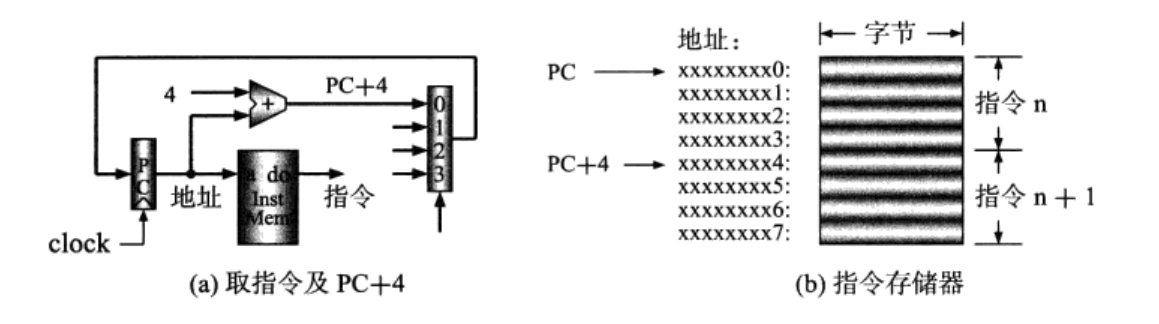 4
+
PC+4
0
1
2
3
PC
地址
a do
Inst
Mem
指令
clock
(a) 取指令及 PC+4
地址：
字节
PC
xxxxxxxx0:
xxxxxxxx1:
xxxxxxxx2:
xxxxxxxx3:
指令 n
PC+4
xxxxxxxx4:
xxxxxxxx5:
xxxxxxxx6:
xxxxxxxx7:
指令 n + 1
(b) 指令存储器